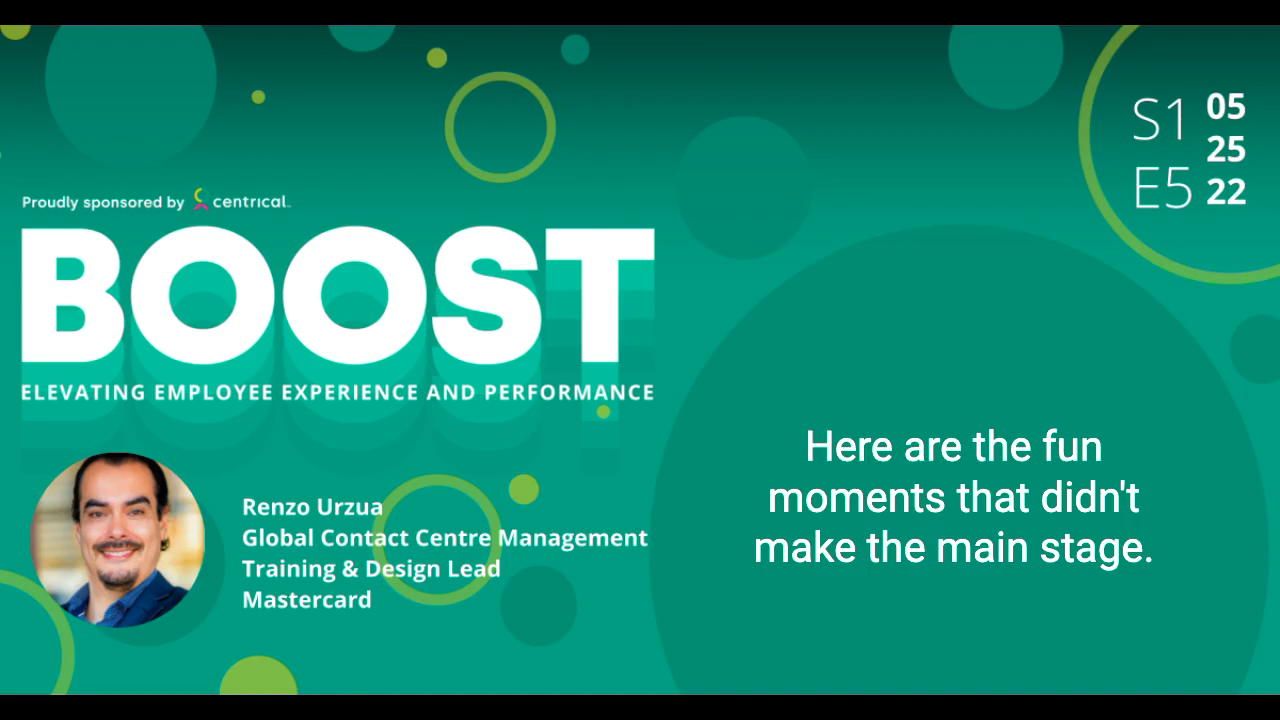 S1 05
25
E5 22
Proudly sponsored by centrical
BOOST
ELEVATING EMPLOYEE EXPERIENCE AND PERFORMANCE
Here are the fun
moments that didn't
make the main stage.
Renzo Urzua
Global Contact Centre Management
Training & Design Lead
Mastercard